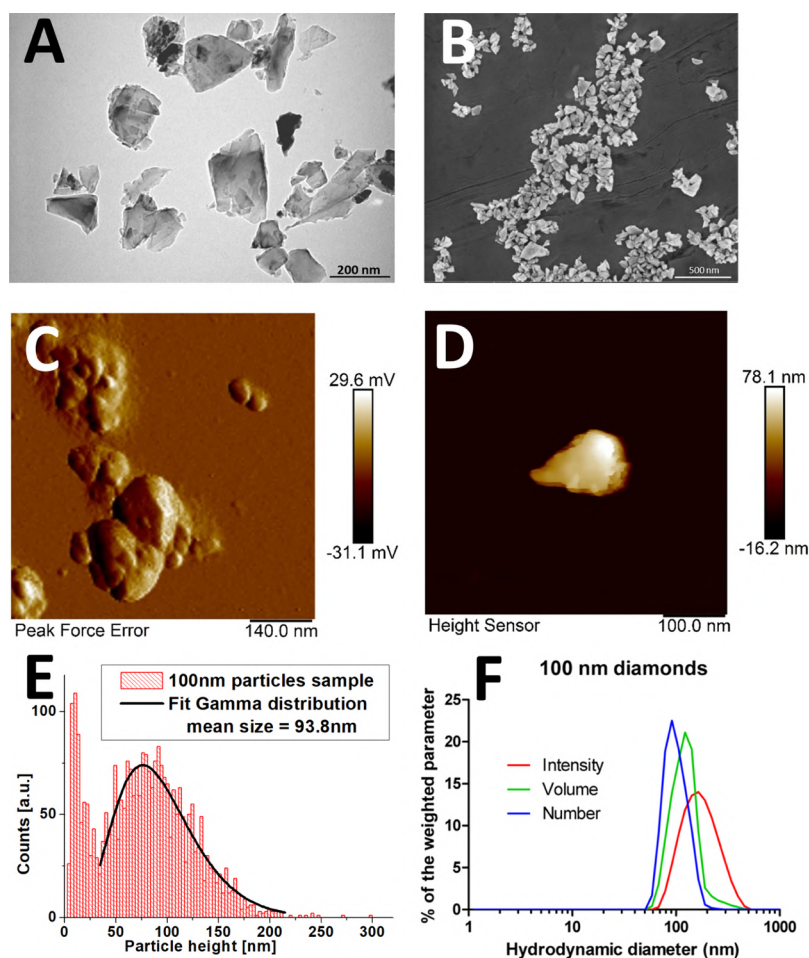 A
200 nm
B
500 nm
C
29.6 mV
-31.1 mV
Peak Force Error
140.0 nm
D
78.1 nm
-16.2 nm
Height Sensor
100.0 nm
E
100nm particles sample
Fit Gamma distribution
mean size = 93.8nm
Counts [a.u.]
100
50
0
0 50 100 150 200 250 300
Particle height [nm]
F
100 nm diamonds
% of the weighted parameter
25
20
15
10
5
0
Intensity
Volume
Number
1 10 100 1000
Hydrodynamic diameter (nm)